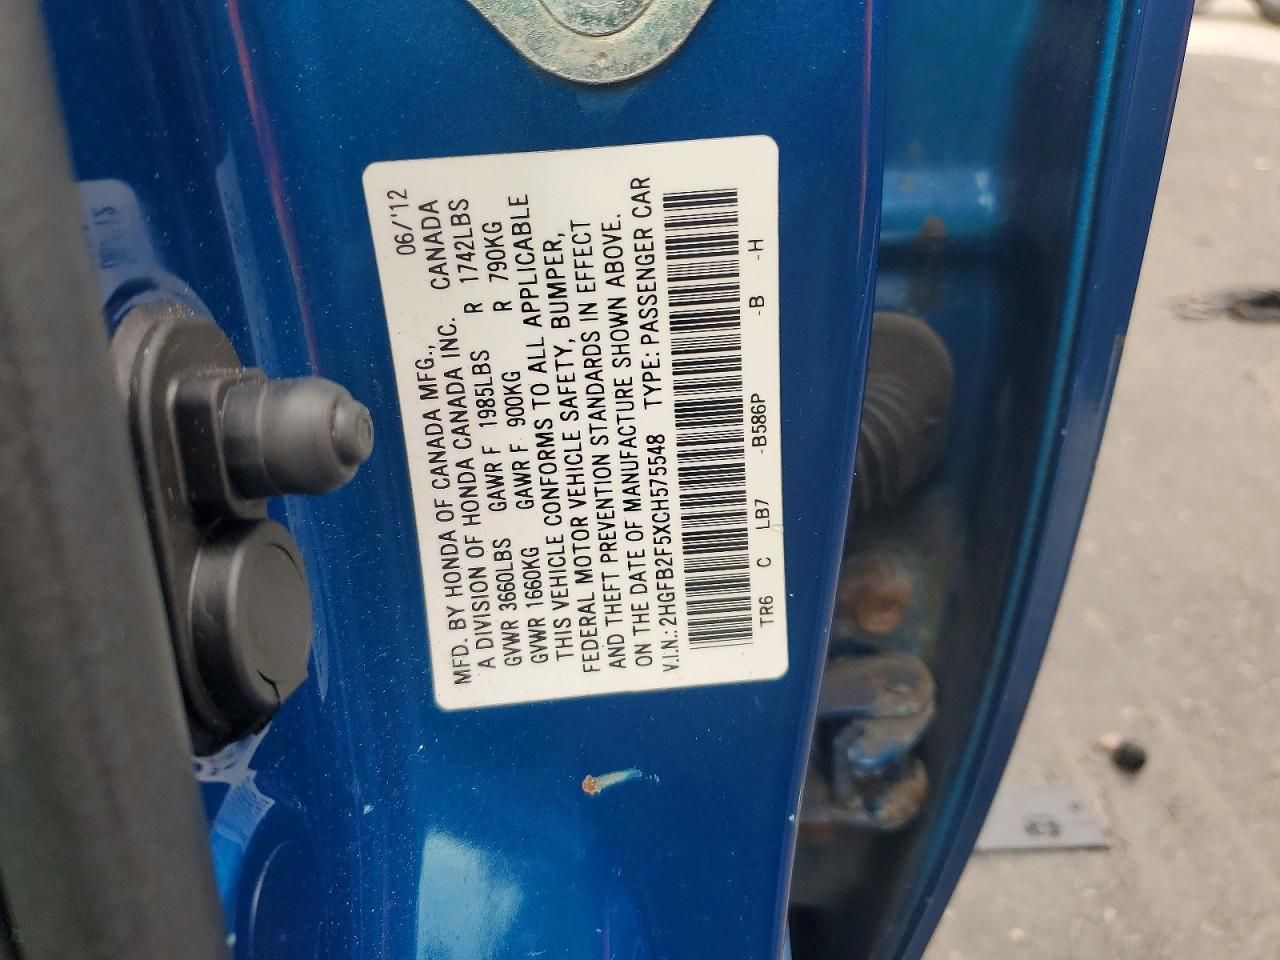 06/'12
MFD. BY HONDA OF CANADA MFG., CANADA
A DIVISION OF HONDA CANADA INC.
GVWR 3660LBS GAWR F 1985LBS R 1742LBS
GVWR 1660KG GAWR F 900KG R 790KG
THIS VEHICLE CONFORMS TO ALL APPLICABLE
FEDERAL MOTOR VEHICLE SAFETY, BUMPER,
AND THEFT PREVENTION STANDARDS IN EFFECT
ON THE DATE OF MANUFACTURE SHOWN ABOVE.
V.I.N.: 2HGFB2F5XCH575548 TYPE: PASSENGER CAR
TR6 C LB7 -B586P -B -H